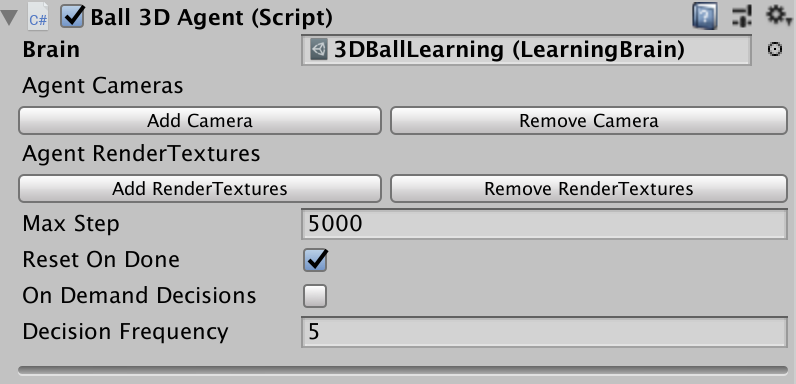 C# Ball 3D Agent (Script) ?
Brain 3DBallLearning (LearningBrain)
Agent Cameras
Add Camera Remove Camera
Agent RenderTextures
Add RenderTextures Remove RenderTextures
Max Step 5000
Reset On Done
On Demand Decisions
Decision Frequency 5